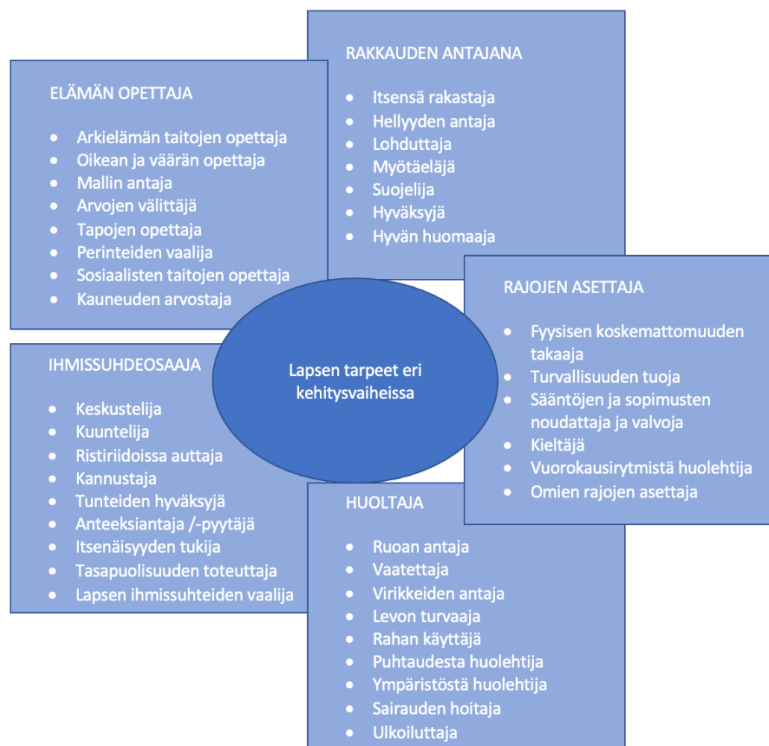 RAKKAUDEN ANTAJANA
Itsensä rakastaja
Hellyyden antaja
Lohduttaja
Myötäeläjä
Suojelija
Hyväksyjä
Hyvän huomaaja
ELÄMÄN OPETTAJA
Arkielämän taitojen opettaja
Oikean ja väärän opettaja
Mallin antaja
Arvojen välittäjä
Tapojen opettaja
Perinteiden vaalija
Sosiaalisten taitojen opettaja
Kauneuden arvostaja
RAJOJEN ASETTAJA
Fyysisen koskemattomuuden
takaaja
Turvallisuuden tuoja
Sääntöjen ja sopimusten
noudattaja ja valvoja
Kieltäjä
Vuorokausirytmistä huolehtija
Omien rajojen asettaja
Lapsen tarpeet eri
kehitysvaiheissa
IHMISSUHDEOSAAJA
Keskustelija
Kuuntelija
Ristiriidoissa auttaja
Kannustaja
Tunteiden hyväksyjä
Anteeksiantaja /-pyytäjä
Itsenäisyyden tukija
Tasapuolisuuden toteuttaja
Lapsen ihmissuhteiden vaalija
HUOLTAJA
Ruoan antaja
Vaatettaja
Virikkeiden antaja
Levon turvaaja
Rahan käyttäjä
Puhtaudesta huolehtija
Ympäristöstä huolehtija
Sairauden hoitaja
Ulkoiluttaja